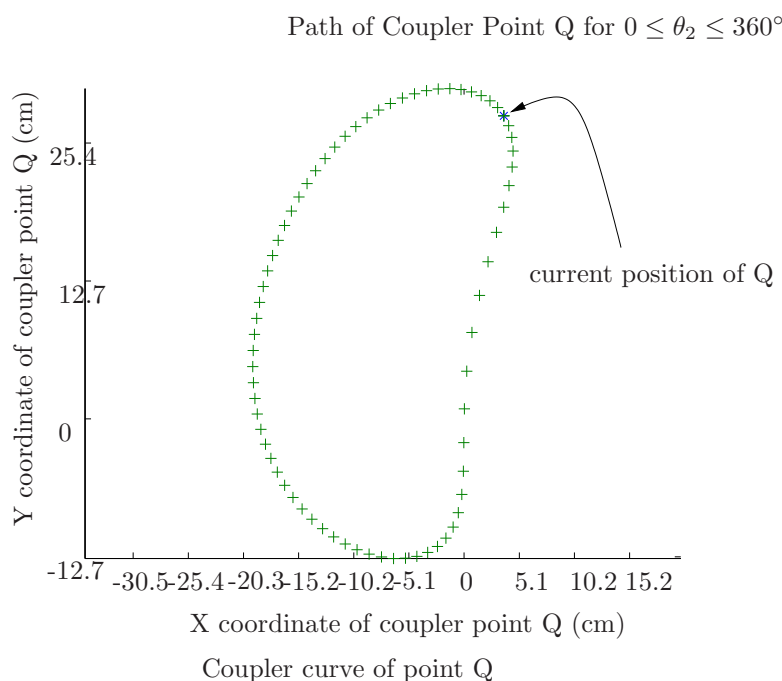 Path of Coupler Point Q for 0 ≤ θ₂ ≤ 360°
Y coordinate of coupler point Q (cm)
25.4
12.7
0
-12.7
current position of Q
-30.5 -25.4 -20.3 -15.2 -10.2 -5.1 0 5.1 10.2 15.2
X coordinate of coupler point Q (cm)
Coupler curve of point Q